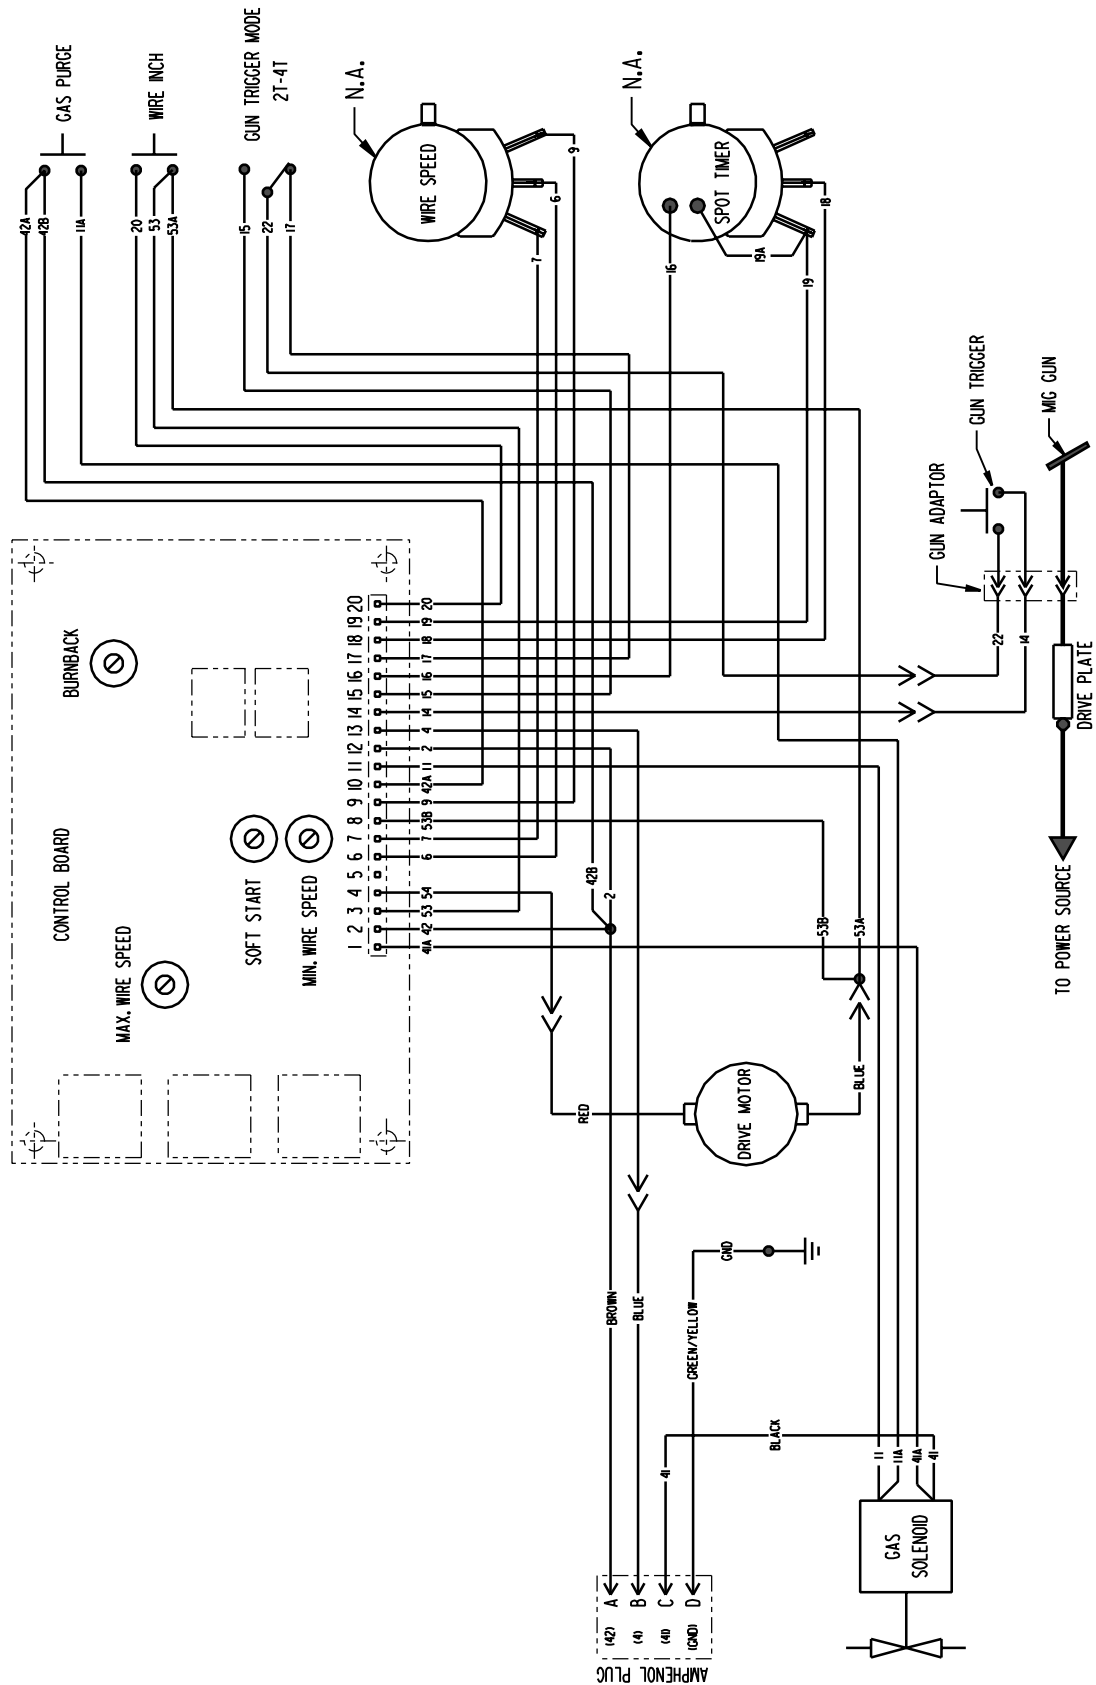 GAS PURGE
WIRE INCH
GUN TRIGGER MODE
2T-4T
N.A.
N.A.
42A
42B
11A
20
53
53A
15
22
17
WIRE SPEED
9
6
7
SPOT TIMER
18
16
19A
19
GUN TRIGGER
MIG GUN
GUN ADAPTOR
22
14
DRIVE PLATE
TO POWER SOURCE
BURNBACK
CONTROL BOARD
SOFT START
MIN. WIRE SPEED
MAX. WIRE SPEED
1 2 3 4 5 6 7 8 9 10 11 12 13 14 15 16 17 18 19 20
41A 42 53 54 6 7 53B 9 42A 11 2 4 14 15 16 17 18 19 20
42B
2
53B
53A
RED
DRIVE MOTOR
BLUE
GND
BROWN
BLUE
GREEN/YELLOW
BLACK
41
11
11A
41A
41
GAS
SOLENOID
A B C D
(42) (4) (41) (GND)
AMPHENOL PLUG